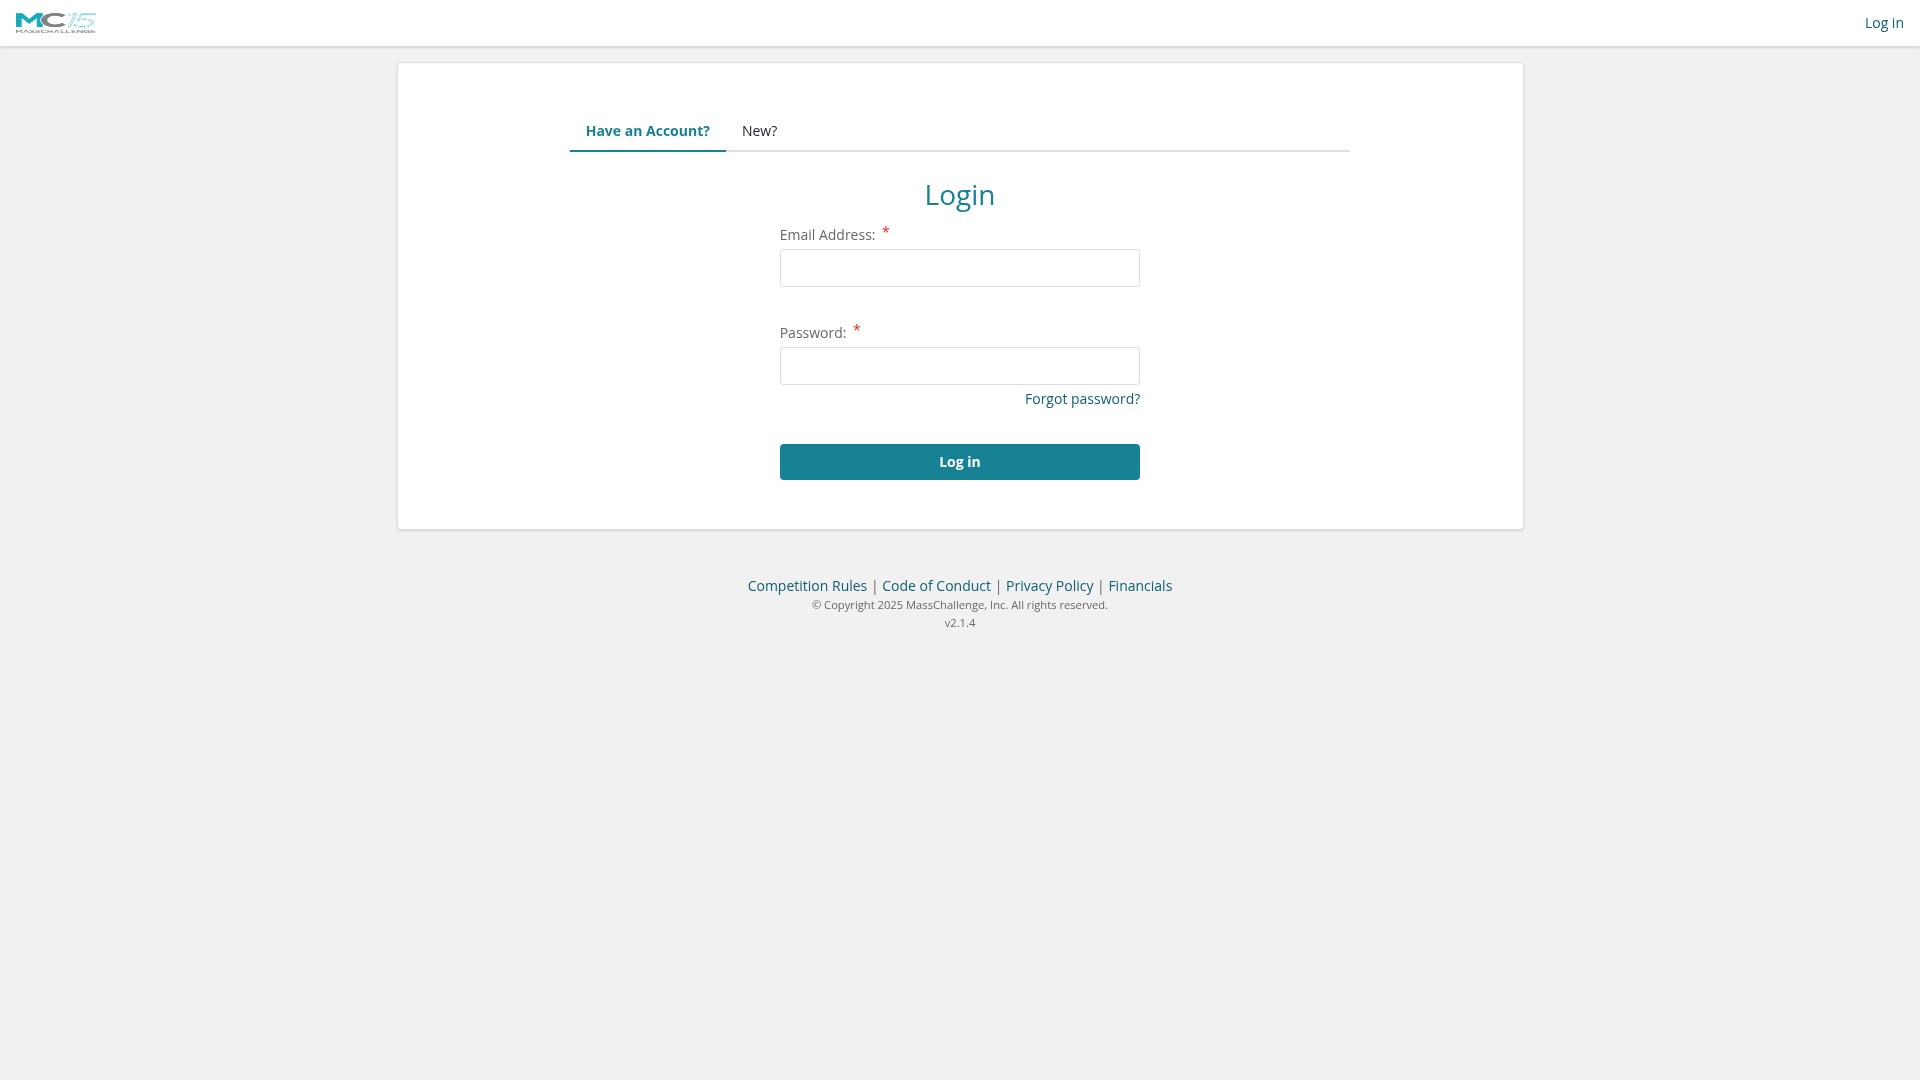 MC15
MASSCHALLENGE
Log in
Have an Account?
New?
Login
Email Address: *
Password: *
Forgot password?
Log in
Competition Rules | Code of Conduct | Privacy Policy | Financials
© Copyright 2025 MassChallenge, Inc. All rights reserved.
v2.1.4